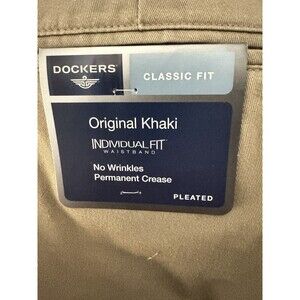 DOCKERS
CLASSIC FIT
Original Khaki
INDIVIDUAL FIT
WAISTBAND
No Wrinkles
Permanent Crease
PLEATED